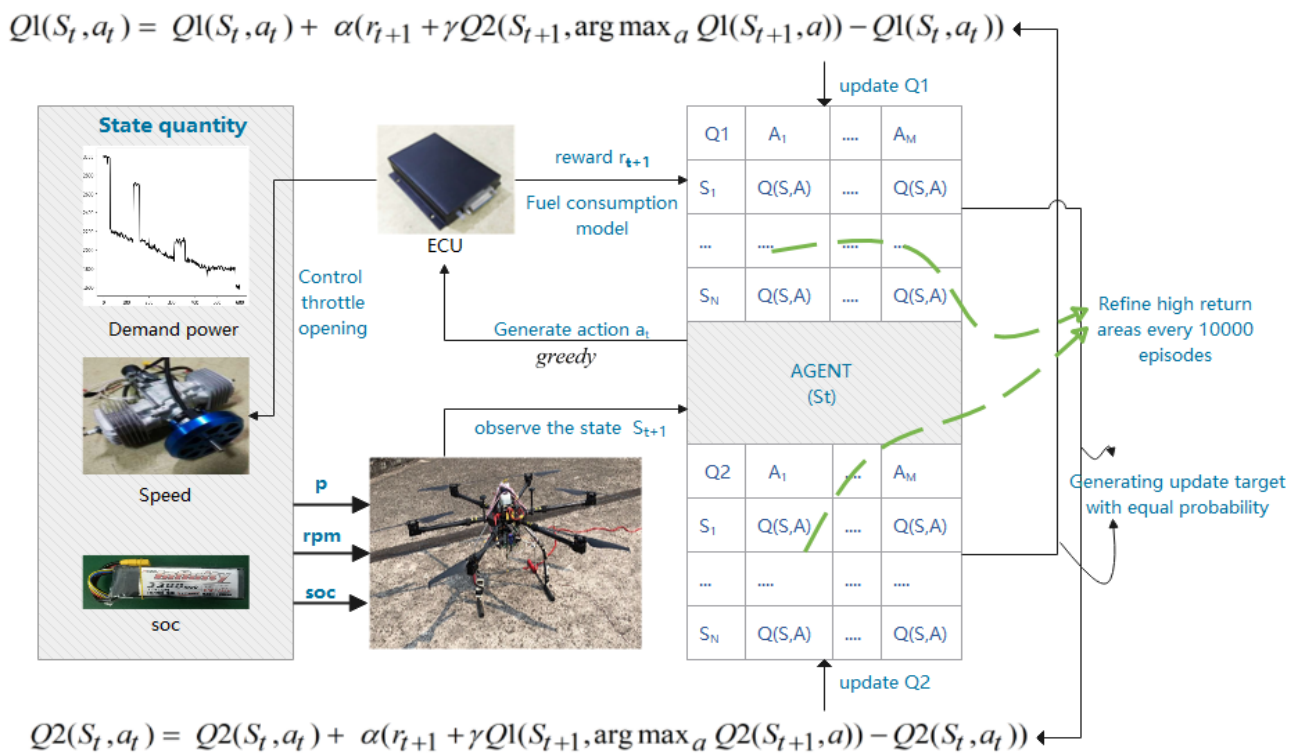 Q1(S_t, a_t) = Q1(S_t, a_t) + α(r_{t+1} + γQ2(S_{t+1}, arg max_a Q1(S_{t+1}, a)) − Q1(S_t, a_t))
update Q1
State quantity
Demand power
Speed
soc
ECU
reward r_{t+1}
Fuel consumption
model
Control
throttle
opening
Generate action a_t
greedy
observe the state S_{t+1}
p
rpm
soc
Q1 A_1 .... A_M
S_1 Q(S,A) .... Q(S,A)
... .... .... ...
S_N Q(S,A) .... Q(S,A)
AGENT
(St)
Q2 A_1 .... A_M
S_1 Q(S,A) Q(S,A)
... .... .... ....
S_N Q(S,A) .... Q(S,A)
Refine high return
areas every 10000
episodes
Generating update target
with equal probability
update Q2
Q2(S_t, a_t) = Q2(S_t, a_t) + α(r_{t+1} + γQ1(S_{t+1}, arg max_a Q2(S_{t+1}, a)) − Q2(S_t, a_t))